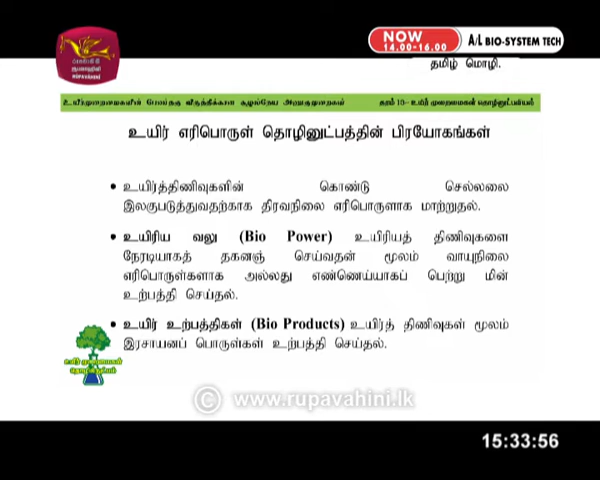 NOW
14.00-16.00
A/L BIO-SYSTEM TECH
தமிழ் மொழி.
உயிர் எரிபொருள் தொழினுட்பத்தின் பிரயோகங்கள்
• உயிர்த்திணிவுகளின் கொண்டு செல்லலை
இலகுபடுத்துவதற்காக திரவநிலை எரிபொருளாக மாற்றுதல்.
• உயிரிய வலு (Bio Power) உயிரியத் திணிவுகளை
நேரடியாகத் தகனஞ் செய்வதன் மூலம் வாயுநிலை
எரிபொருள்களாக அல்லது எண்ணெய்யாகப் பெற்று மின்
உற்பத்தி செய்தல்.
• உயிர் உற்பத்திகள் (Bio Products) உயிர்த் திணிவுகள் மூலம்
இரசாயனப் பொருள்கள் உற்பத்தி செய்தல்.
© www.rupavahini.lk
15:33:56